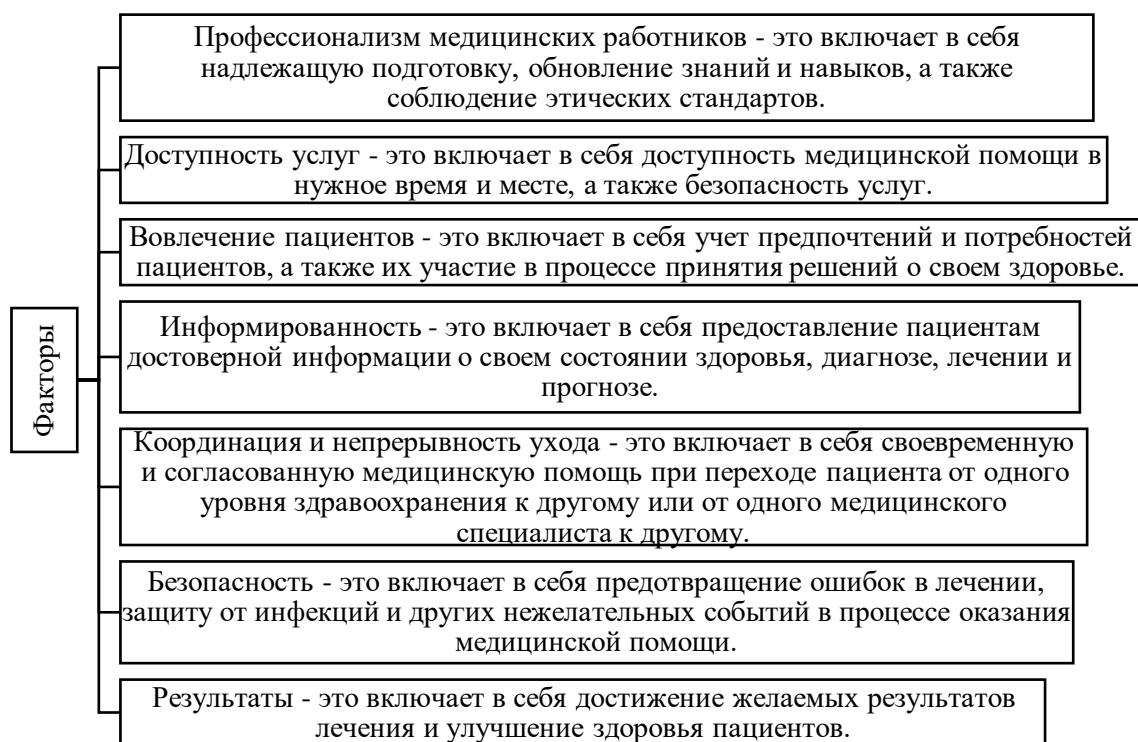 Факторы
Профессионализм медицинских работников - это включает в себя
надлежащую подготовку, обновление знаний и навыков, а также
соблюдение этических стандартов.
Доступность услуг - это включает в себя доступность медицинской помощи в
нужное время и месте, а также безопасность услуг.
Вовлечение пациентов - это включает в себя учет предпочтений и потребностей
пациентов, а также их участие в процессе принятия решений о своем здоровье.
Информированность - это включает в себя предоставление пациентам
достоверной информации о своем состоянии здоровья, диагнозе, лечении и
прогнозе.
Координация и непрерывность ухода - это включает в себя своевременную
и согласованную медицинскую помощь при переходе пациента от одного
уровня здравоохранения к другому или от одного медицинского
специалиста к другому.
Безопасность - это включает в себя предотвращение ошибок в лечении,
защиту от инфекций и других нежелательных событий в процессе оказания
медицинской помощи.
Результаты - это включает в себя достижение желаемых результатов
лечения и улучшение здоровья пациентов.